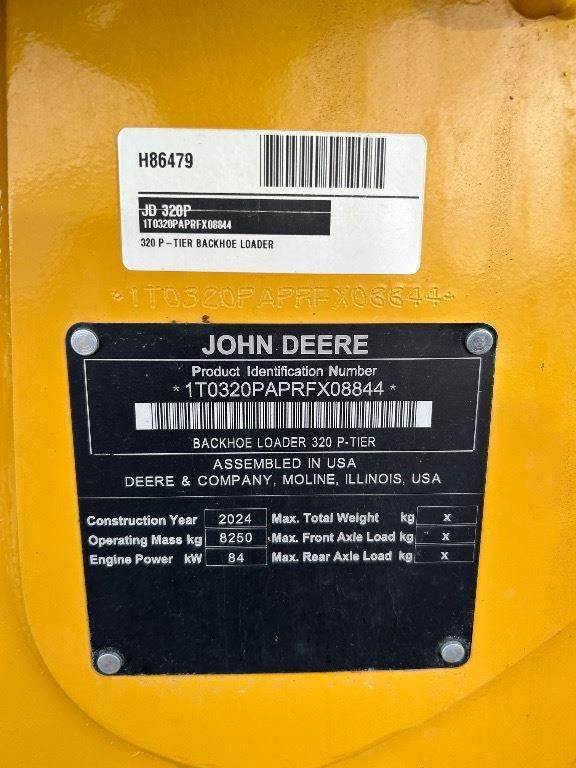 H86479
JD 320P
1T0320PAPRFX08844
320 P-TIER BACKHOE LOADER
*1T0320PAPRFX08844*
JOHN DEERE
Product Identification Number
*1T0320PAPRFX08844*
BACKHOE LOADER 320 P-TIER
ASSEMBLED IN USA
DEERE & COMPANY, MOLINE, ILLINOIS, USA
Construction Year 2024 Max. Total Weight kg x
Operating Mass kg 8250 Max. Front Axle Load kg x
Engine Power kW 84 Max. Rear Axle Load kg x